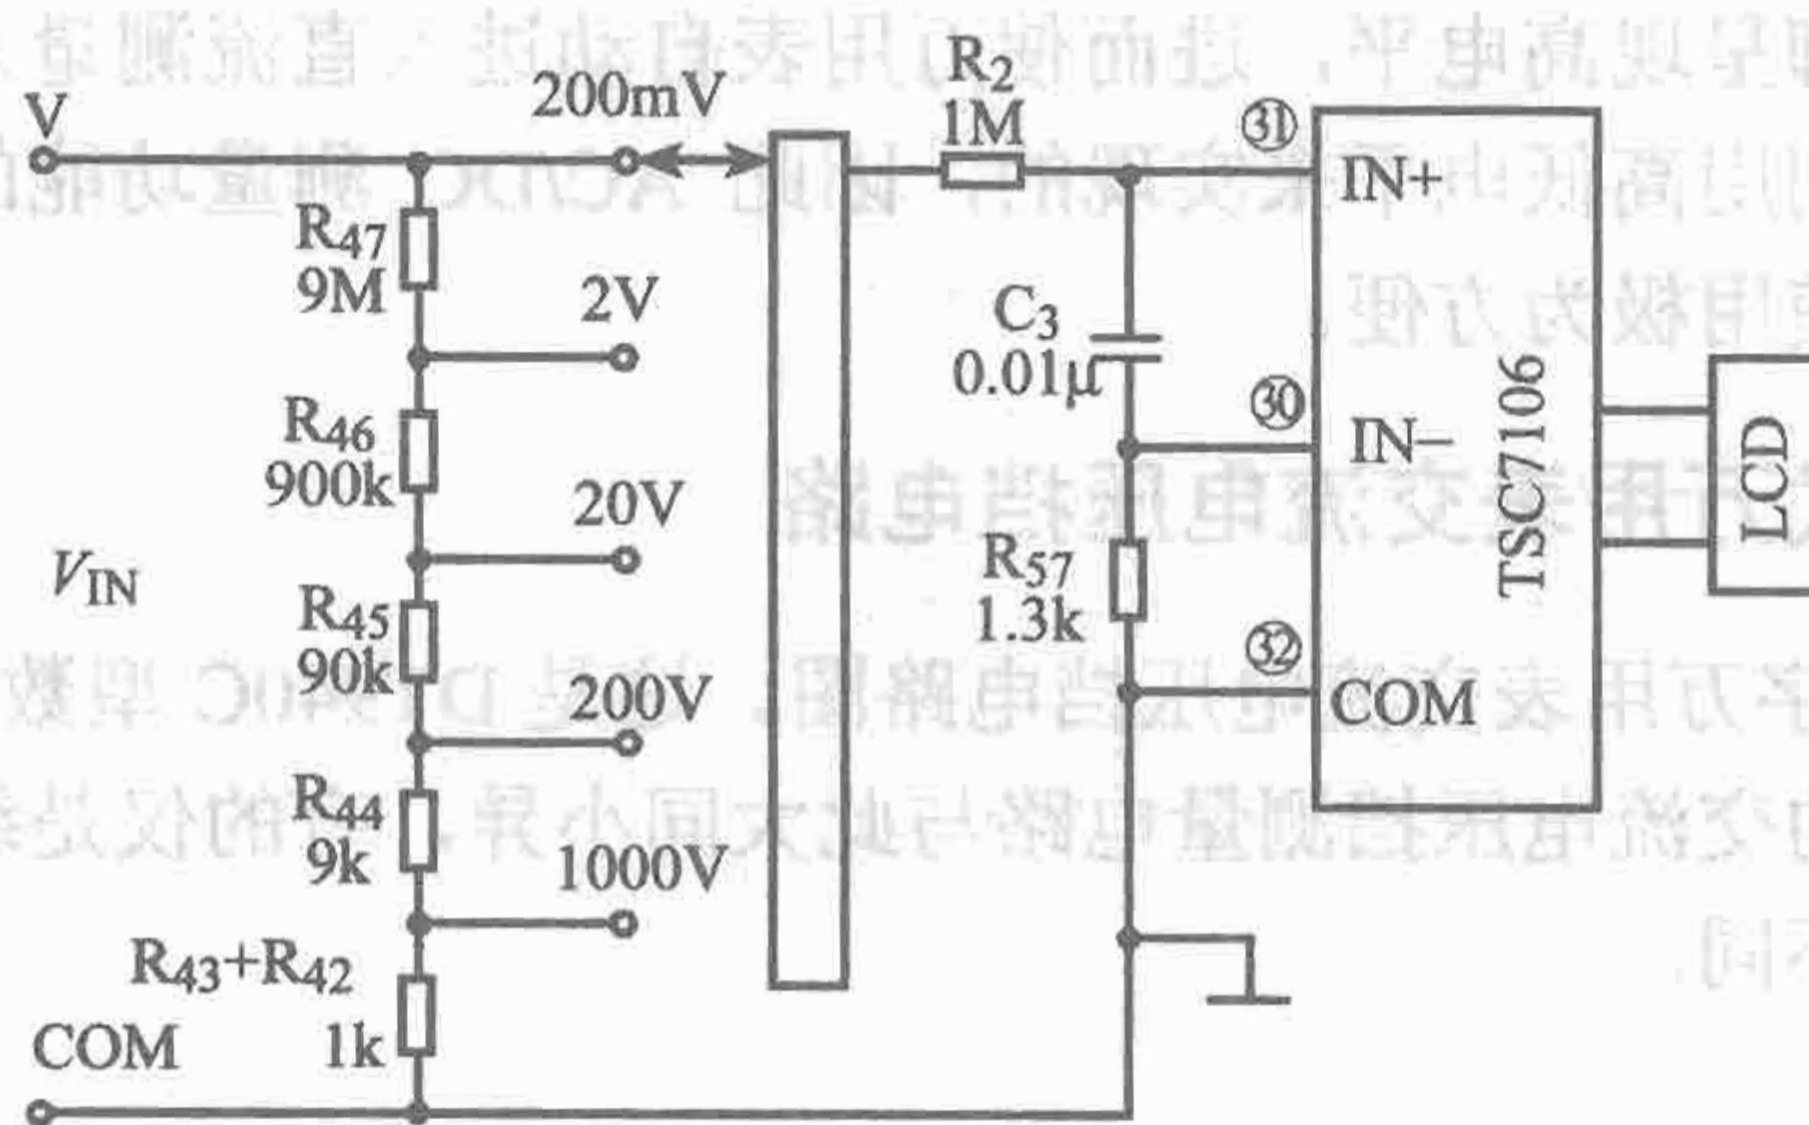 V
200mV
R₂
1M
㉛
IN+
R₄₇
9M
2V
C₃
0.01μ
㉚
IN−
TSC7106
LCD
R₄₆
900k
20V
V_IN
R₄₅
90k
R₅₇
1.3k
㉜
COM
200V
R₄₄
9k
1000V
R₄₃+R₄₂
1k
COM